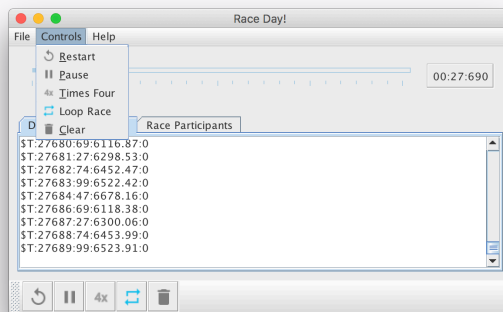 Race Day!
File Controls Help
Restart
Pause
4x Times Four
Loop Race
Clear
00:27:690
D
Race Participants
$T:27680:69:6116.87:0
$T:27681:27:6298.53:0
$T:27682:74:6452.47:0
$T:27683:99:6522.42:0
$T:27684:47:6678.16:0
$T:27686:69:6118.38:0
$T:27687:27:6300.06:0
$T:27688:74:6453.99:0
$T:27689:99:6523.91:0
4x